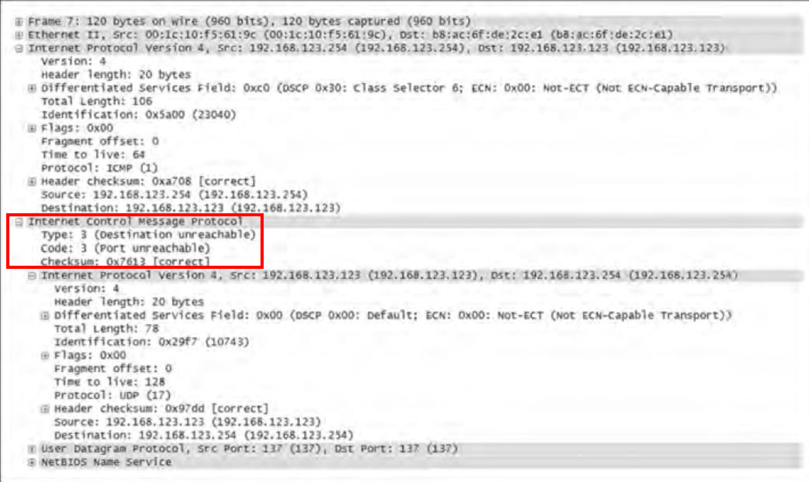 Frame 7: 120 bytes on wire (960 bits), 120 bytes captured (960 bits)
Ethernet II, Src: 00:1c:10:f5:61:9c (00:1c:10:f5:61:9c), Dst: b8:ac:6f:de:2c:e1 (b8:ac:6f:de:2c:e1)
Internet Protocol Version 4, Src: 192.168.123.254 (192.168.123.254), Dst: 192.168.123.123 (192.168.123.123)
Version: 4
Header length: 20 bytes
Differentiated Services Field: 0xc0 (DSCP 0x30: Class Selector 6; ECN: 0x00: Not-ECT (Not ECN-Capable Transport))
Total Length: 106
Identification: 0x5a00 (23040)
Flags: 0x00
Fragment offset: 0
Time to live: 64
Protocol: ICMP (1)
Header checksum: 0xa708 [correct]
Source: 192.168.123.254 (192.168.123.254)
Destination: 192.168.123.123 (192.168.123.123)
Internet Control Message Protocol
Type: 3 (Destination unreachable)
Code: 3 (Port unreachable)
Checksum: 0x7613 [correct]
Internet Protocol Version 4, Src: 192.168.123.123 (192.168.123.123), Dst: 192.168.123.254 (192.168.123.254)
Version: 4
Header length: 20 bytes
Differentiated Services Field: 0x00 (DSCP 0x00: Default; ECN: 0x00: Not-ECT (Not ECN-Capable Transport))
Total Length: 78
Identification: 0x29f7 (10743)
Flags: 0x00
Fragment offset: 0
Time to live: 128
Protocol: UDP (17)
Header checksum: 0x97dd [correct]
Source: 192.168.123.123 (192.168.123.123)
Destination: 192.168.123.254 (192.168.123.254)
User Datagram Protocol, Src Port: 137 (137), Dst Port: 137 (137)
NetBIOS Name Service